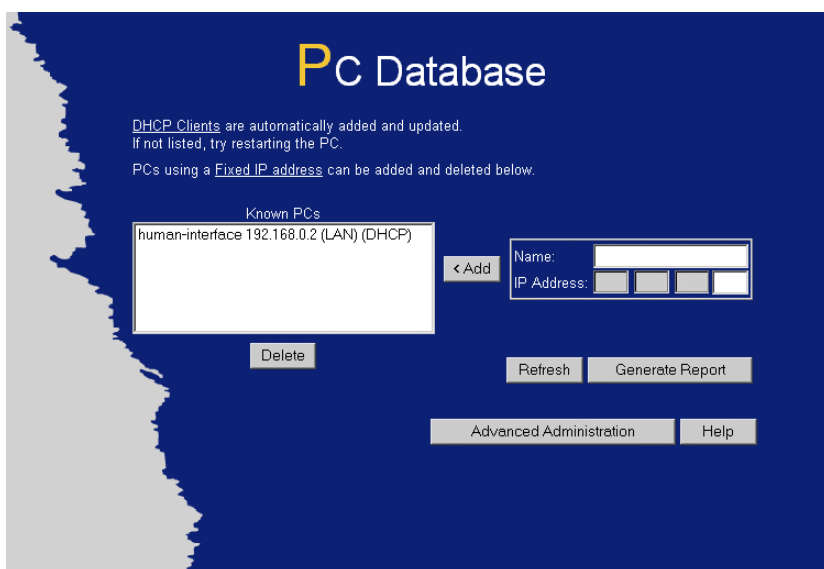 PC Database
DHCP Clients are automatically added and updated.
If not listed, try restarting the PC.
PCs using a Fixed IP address can be added and deleted below.
Known PCs
human-interface 192.168.0.2 (LAN) (DHCP)
< Add
Name:
IP Address:
Delete
Refresh
Generate Report
Advanced Administration
Help